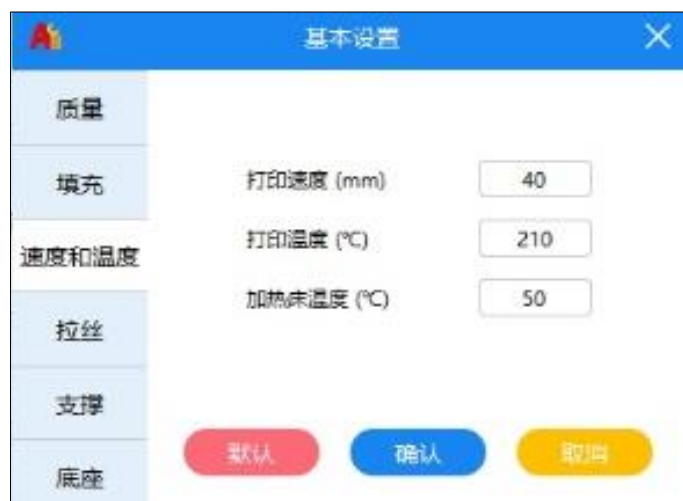 基本设置
质量
填充
速度和温度
拉丝
支撑
底座
打印速度 (mm) 40
打印温度 (℃) 210
加热床温度 (℃) 50
默认 确认 取消